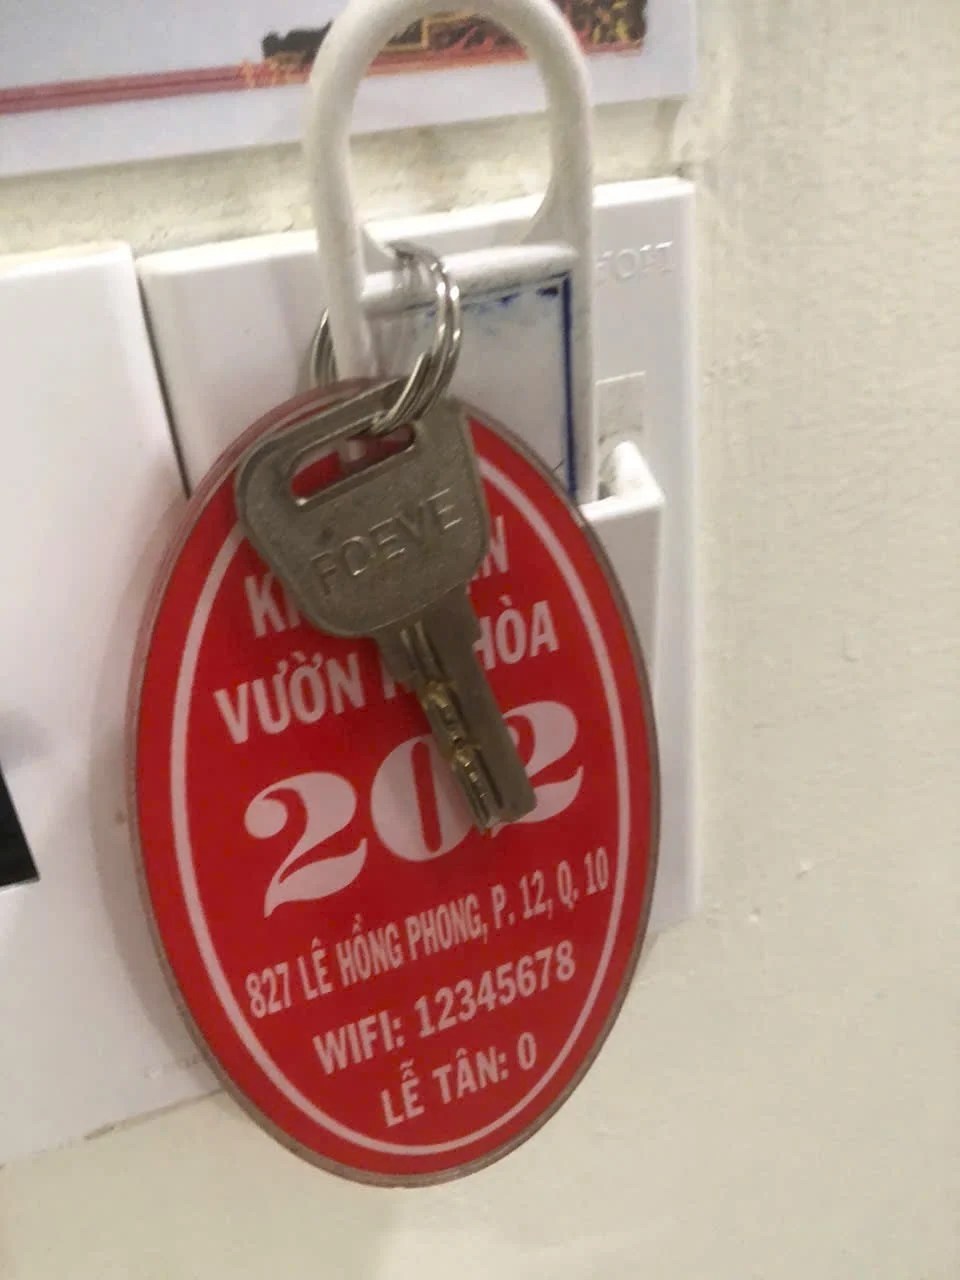 FOEVE
VƯỜN
202
827 LÊ HỒNG PHONG, P. 12, Q. 10
WIFI: 12345678
LỄ TÂN: 0